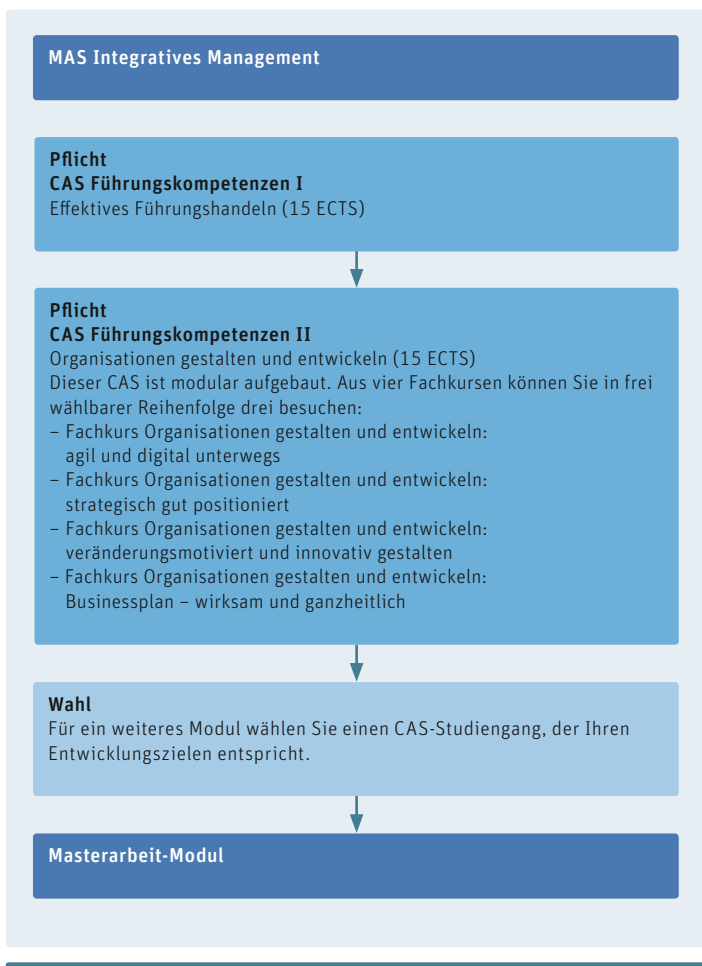 MAS Integratives Management
Pflicht
CAS Führungskompetenzen I
Effektives Führungshandeln (15 ECTS)
Pflicht
CAS Führungskompetenzen II
Organisationen gestalten und entwickeln (15 ECTS)
Dieser CAS ist modular aufgebaut. Aus vier Fachkursen können Sie in frei
wählbarer Reihenfolge drei besuchen:
– Fachkurs Organisationen gestalten und entwickeln:
agil und digital unterwegs
– Fachkurs Organisationen gestalten und entwickeln:
strategisch gut positioniert
– Fachkurs Organisationen gestalten und entwickeln:
veränderungsmotiviert und innovativ gestalten
– Fachkurs Organisationen gestalten und entwickeln:
Businessplan – wirksam und ganzheitlich
Wahl
Für ein weiteres Modul wählen Sie einen CAS-Studiengang, der Ihren
Entwicklungszielen entspricht.
Masterarbeit-Modul